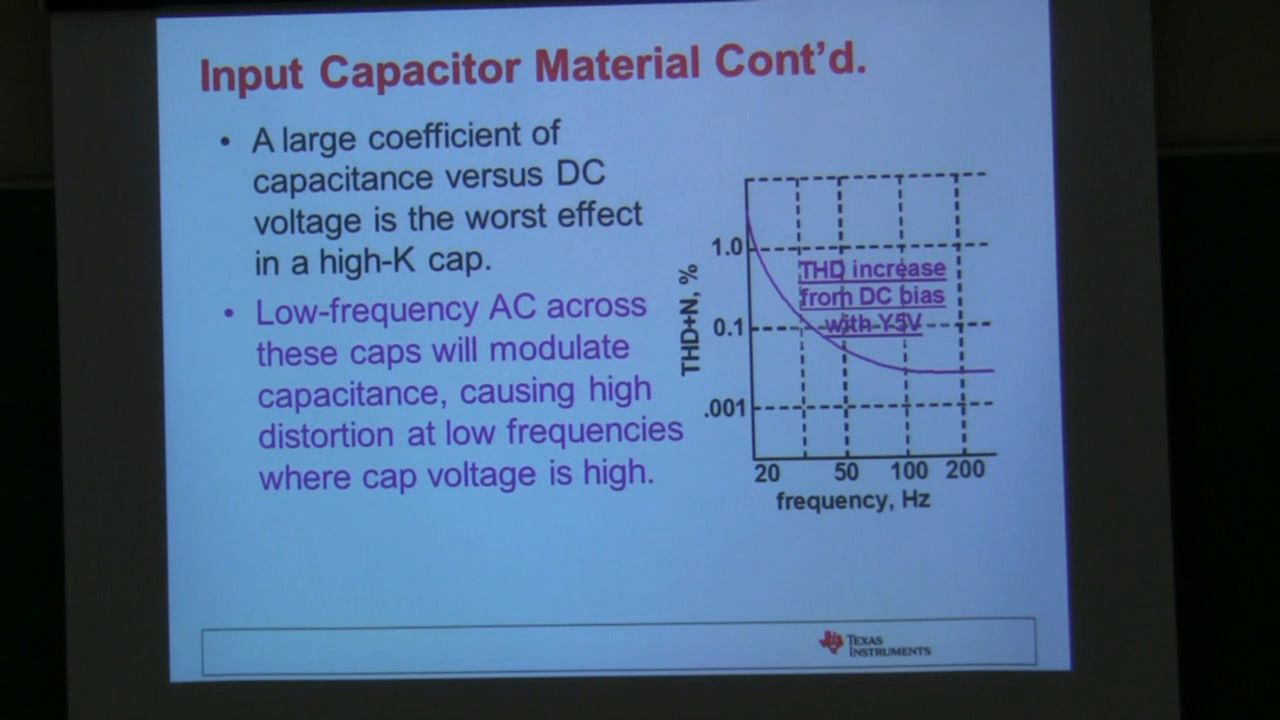 Input Capacitor Material Cont'd.
• A large coefficient of
capacitance versus DC
voltage is the worst effect
in a high-K cap.
• Low-frequency AC across
these caps will modulate
capacitance, causing high
distortion at low frequencies
where cap voltage is high.
THD+N, %
1.0
0.1
.001
THD increase
from DC bias
with Y5V
20 50 100 200
frequency, Hz
TEXAS
INSTRUMENTS